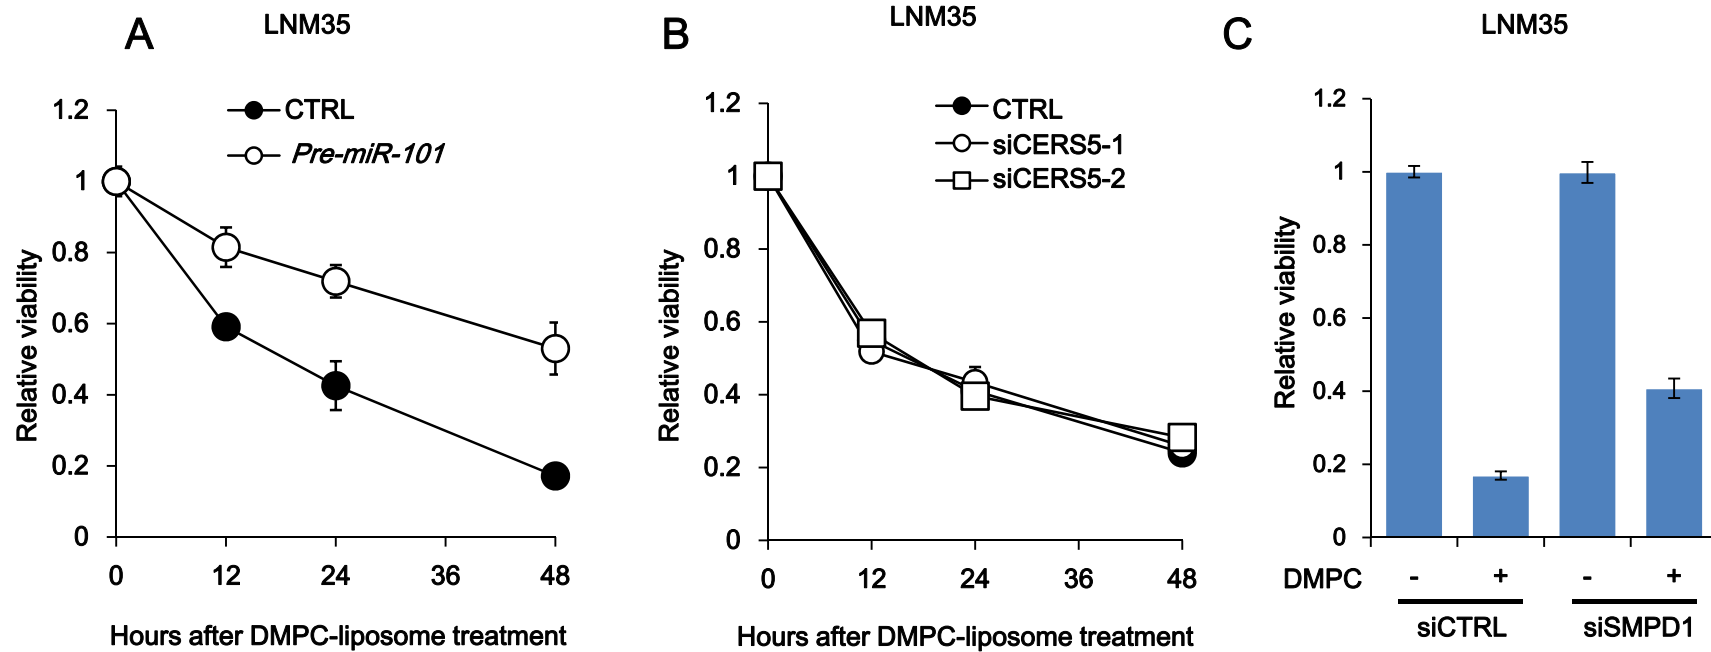 A
LNM35
CTRL
Pre-miR-101
1.2
1
0.8
0.6
0.4
0.2
0
Relative viability
0 12 24 36 48
Hours after DMPC-liposome treatment
B
LNM35
CTRL
siCERS5-1
siCERS5-2
1.2
1
0.8
0.6
0.4
0.2
0
Relative viability
0 12 24 36 48
Hours after DMPC-liposome treatment
C
LNM35
1.2
1
0.8
0.6
0.4
0.2
0
Relative viability
DMPC - + - +
siCTRL siSMPD1